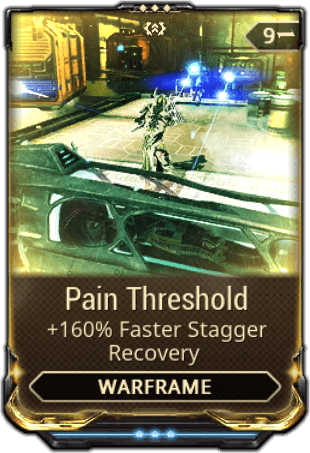 9
Pain Threshold
+160% Faster Stagger
Recovery
WARFRAME